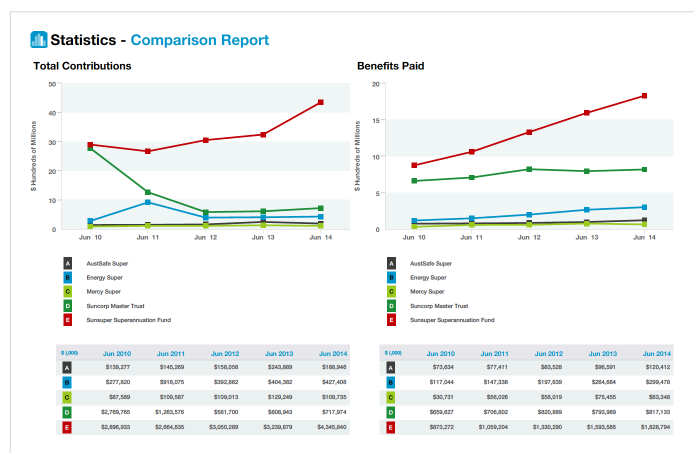 Statistics - Comparison Report
Total Contributions
Benefits Paid
$ Hundreds of Millions
50
40
30
20
10
0
Jun 10 Jun 11 Jun 12 Jun 13 Jun 14
$ Hundreds of Millions
20
15
10
5
0
Jun 10 Jun 11 Jun 12 Jun 13 Jun 14
A AustSafe Super
B Energy Super
C Mercy Super
D Suncorp Master Trust
E Sunsuper Superannuation Fund
A AustSafe Super
B Energy Super
C Mercy Super
D Suncorp Master Trust
E Sunsuper Superannuation Fund
$ (,000) Jun 2010 Jun 2011 Jun 2012 Jun 2013 Jun 2014
A $139,277 $145,269 $158,058 $243,889 $188,946
B $277,820 $916,075 $392,862 $404,382 $427,408
C $87,589 $109,587 $109,013 $129,249 $109,735
D $2,769,765 $1,263,576 $581,700 $608,943 $717,974
E $2,896,933 $2,664,835 $3,050,289 $3,239,879 $4,345,840
$ (,000) Jun 2010 Jun 2011 Jun 2012 Jun 2013 Jun 2014
A $73,634 $77,411 $83,528 $96,591 $120,412
B $117,044 $147,338 $197,639 $264,684 $299,478
C $30,731 $56,026 $58,019 $75,455 $63,348
D $659,627 $706,802 $820,889 $793,969 $817,133
E $873,272 $1,059,204 $1,330,290 $1,593,585 $1,828,794